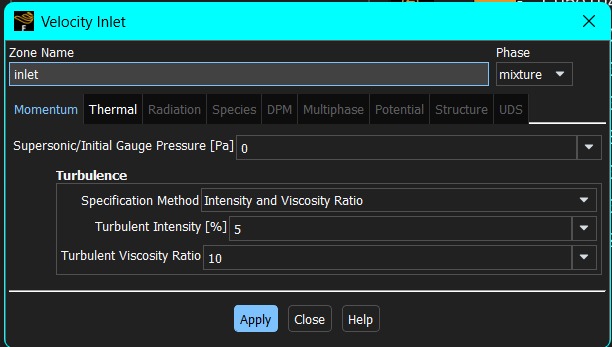 Velocity Inlet
Zone Name
Phase
inlet
mixture
Momentum Thermal Radiation Species DPM Multiphase Potential Structure UDS
Supersonic/Initial Gauge Pressure [Pa] 0
Turbulence
Specification Method Intensity and Viscosity Ratio
Turbulent Intensity [%] 5
Turbulent Viscosity Ratio 10
Apply Close Help